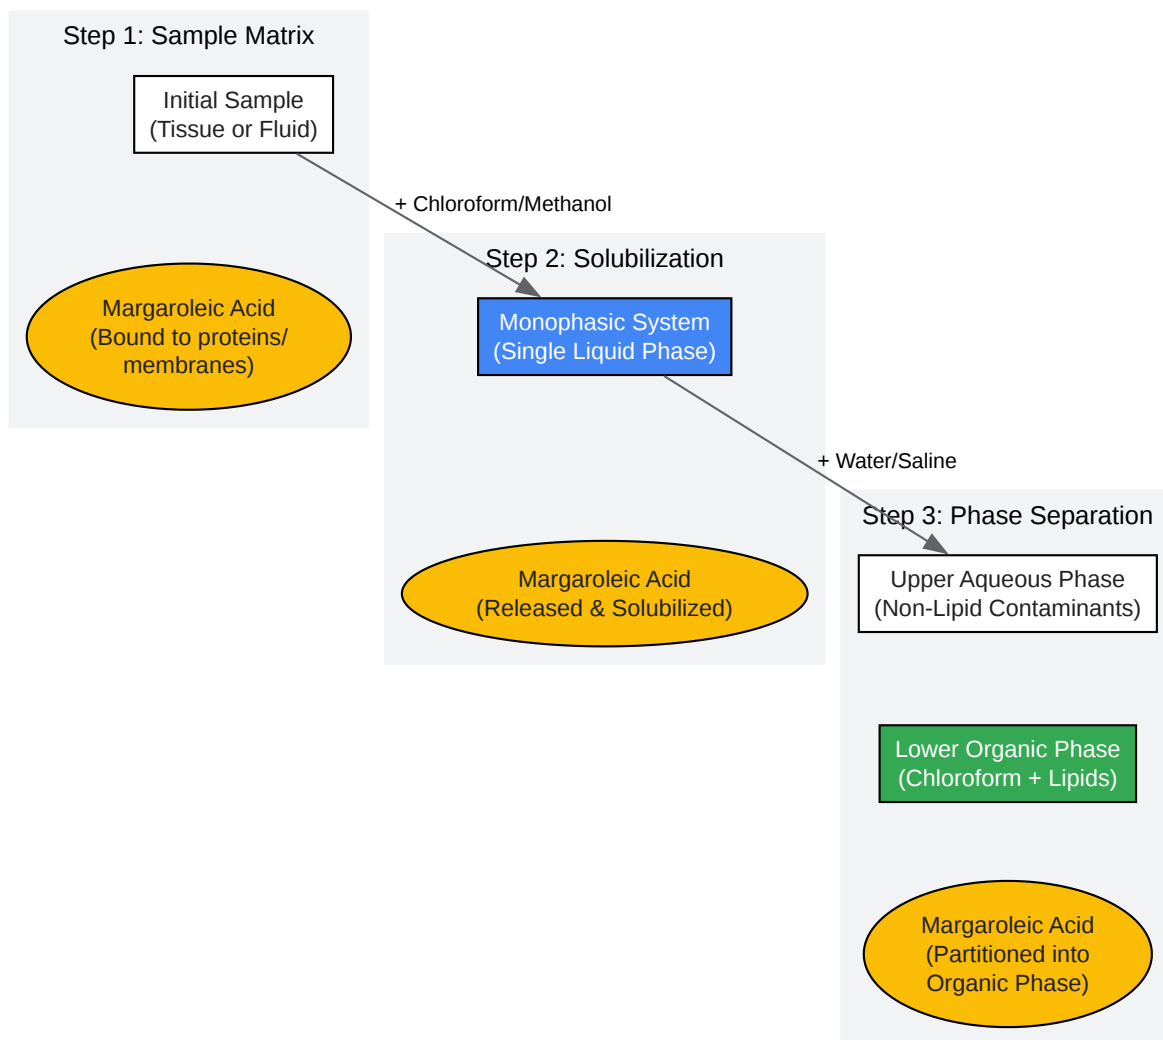 Step 1: Sample Matrix
Initial Sample
(Tissue or Fluid)
+ Chloroform/Methanol
Margaroleic Acid
(Bound to proteins/
membranes)
Step 2: Solubilization
Monophasic System
(Single Liquid Phase)
+ Water/Saline
Margaroleic Acid
(Released & Solubilized)
Step 3: Phase Separation
Upper Aqueous Phase
(Non-Lipid Contaminants)
Lower Organic Phase
(Chloroform + Lipids)
Margaroleic Acid
(Partitioned into
Organic Phase)